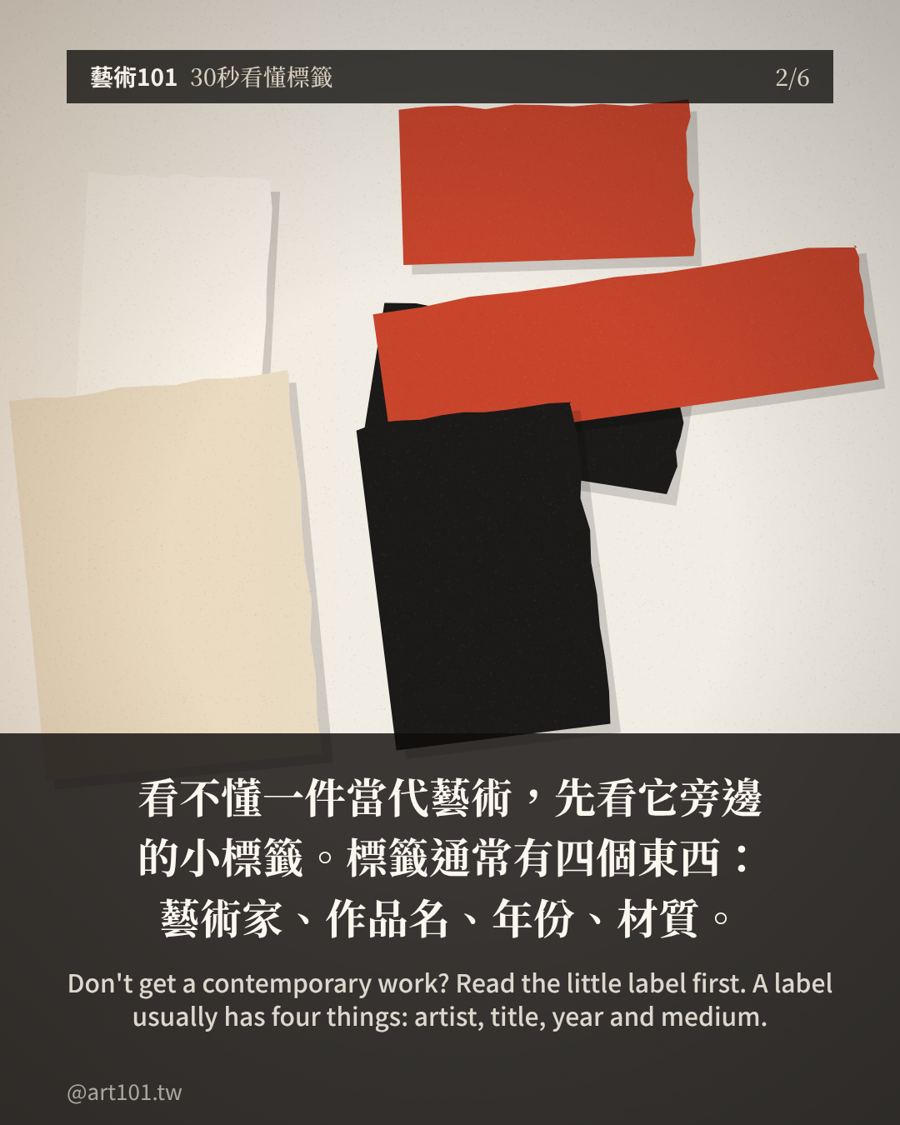 藝術101 30秒看懂標籤 2/6
看不懂一件當代藝術，先看它旁邊
的小標籤。標籤通常有四個東西：
藝術家、作品名、年份、材質。
Don't get a contemporary work? Read the little label first. A label
usually has four things: artist, title, year and medium.
@art101.tw